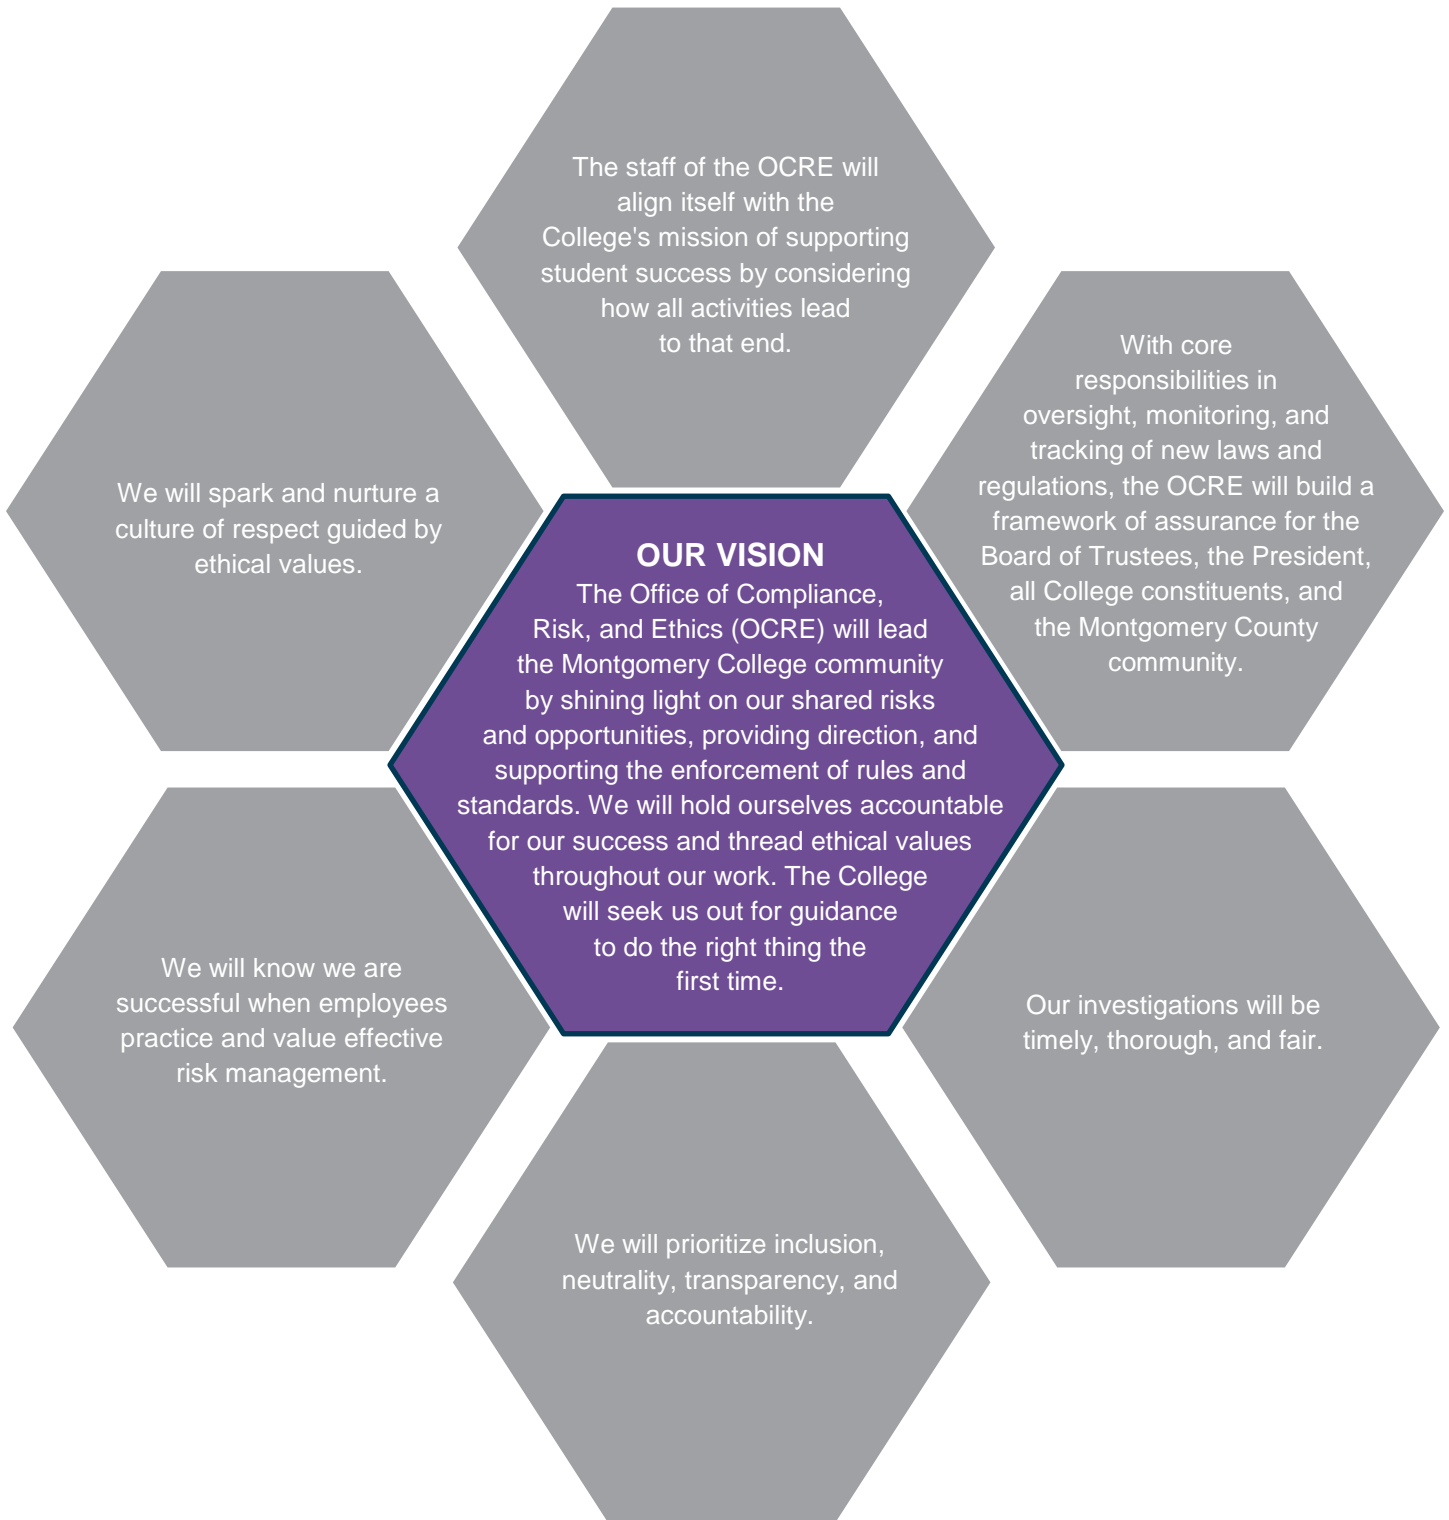 The staff of the OCRE will
align itself with the
College's mission of supporting
student success by considering
how all activities lead
to that end.
With core
responsibilities in
oversight, monitoring, and
tracking of new laws and
regulations, the OCRE will build a
framework of assurance for the
Board of Trustees, the President,
all College constituents, and
the Montgomery County
community.
We will spark and nurture a
culture of respect guided by
ethical values.
OUR VISION
The Office of Compliance,
Risk, and Ethics (OCRE) will lead
the Montgomery College community
by shining light on our shared risks
and opportunities, providing direction, and
supporting the enforcement of rules and
standards. We will hold ourselves accountable
for our success and thread ethical values
throughout our work. The College
will seek us out for guidance
to do the right thing the
first time.
We will know we are
successful when employees
practice and value effective
risk management.
Our investigations will be
timely, thorough, and fair.
We will prioritize inclusion,
neutrality, transparency, and
accountability.